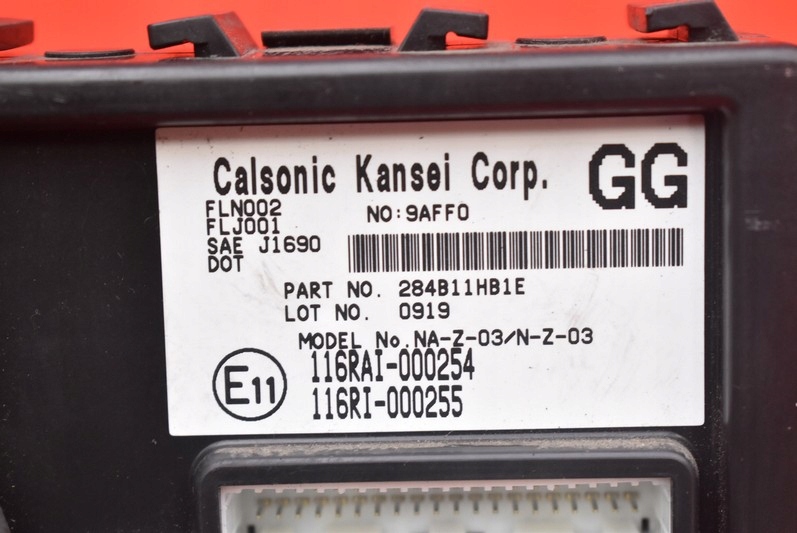 Calsonic Kansei Corp. GG
FLN002 NO:9AFF0
FLJ001
SAE J1690
DOT
PART NO. 284B11HB1E
LOT NO. 0919
MODEL No.NA-Z-03/N-Z-03
E11 116RAI-000254
116RI-000255